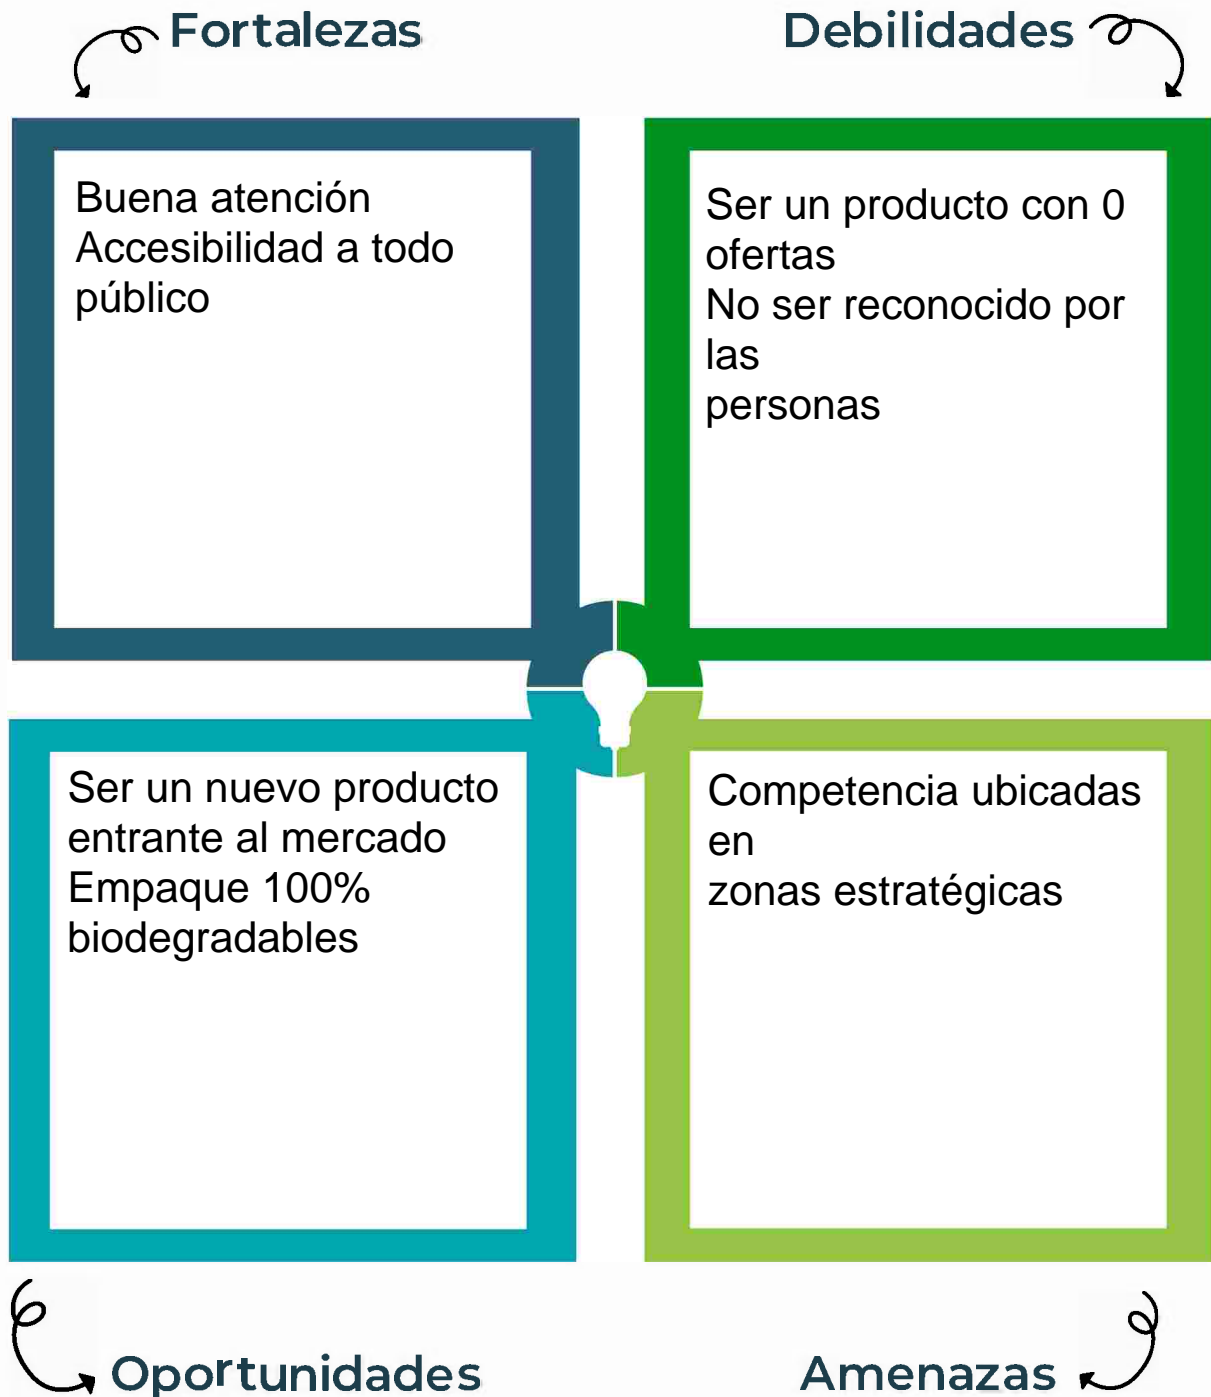 Fortalezas
Debilidades
Buena atención
Accesibilidad a todo
público
Ser un producto con 0
ofertas
No ser reconocido por
las
personas
Ser un nuevo producto
entrante al mercado
Empaque 100%
biodegradables
Competencia ubicadas
en
zonas estratégicas
Oportunidades
Amenazas